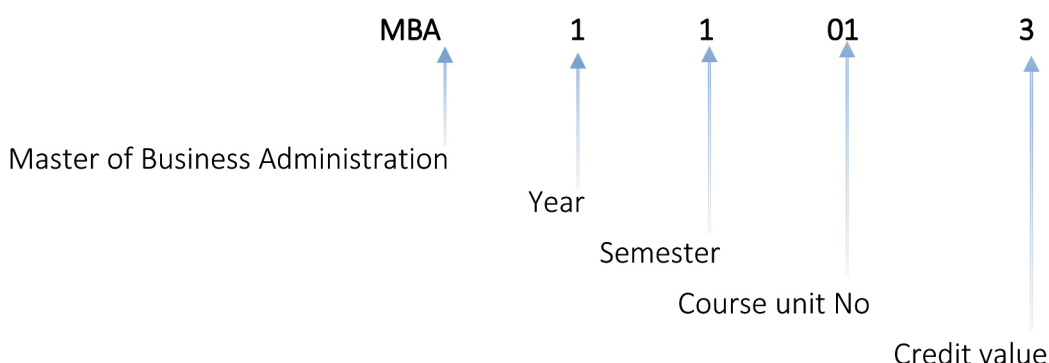 MBA 1 1 01 3
Master of Business Administration
Year
Semester
Course unit No
Credit value